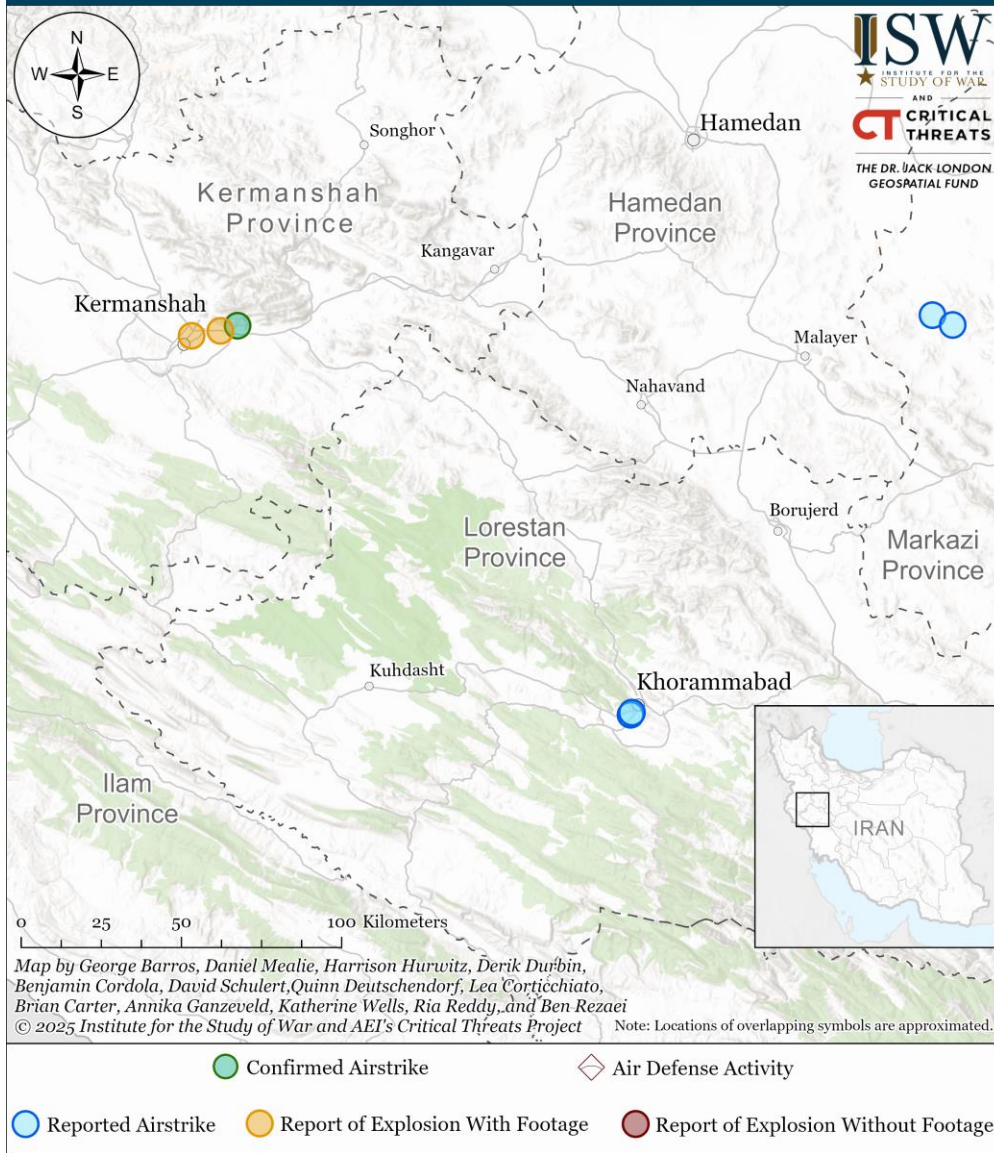 N
W E
S
ISW
INSTITUTE FOR THE
STUDY OF WAR
AND
CT CRITICAL
THREATS
THE DR. JACK LONDON
GEOSPATIAL FUND
Songhor
Hamedan
Kermanshah
Province
Hamedan
Province
Kangavar
Kermanshah
Malayer
Nahavand
Borujerd
Lorestan
Province
Markazi
Province
Kuhdasht
Khorammabad
Ilam
Province
IRAN
0 25 50 100 Kilometers
Map by George Barros, Daniel Mealie, Harrison Hurwitz, Derik Durbin,
Benjamin Cordola, David Schulert,Quinn Deutschendorf, Lea Corticchiato,
Brian Carter, Annika Ganzeveld, Katherine Wells, Ria Reddy, and Ben Rezaei
© 2025 Institute for the Study of War and AEI's Critical Threats Project
Note: Locations of overlapping symbols are approximated.
Confirmed Airstrike
Air Defense Activity
Reported Airstrike
Report of Explosion With Footage
Report of Explosion Without Footage